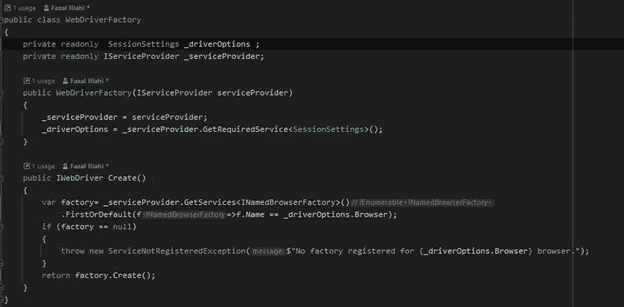 1 usage Fazal Illahi *
public class WebDriverFactory
{
private readonly SessionSettings _driverOptions ;
private readonly IServiceProvider _serviceProvider;
1 usage Fazal Illahi *
public WebDriverFactory(IServiceProvider serviceProvider)
{
_serviceProvider = serviceProvider;
_driverOptions = _serviceProvider.GetRequiredService<SessionSettings>();
}
1 usage Fazal Illahi *
public IWebDriver Create()
{
var factory= _serviceProvider.GetServices<INamedBrowserFactory>() // IEnumerable<INamedBrowserFactory>
.FirstOrDefault(f :INamedBrowserFactory =>f.Name == _driverOptions.Browser);
if (factory == null)
{
throw new ServiceNotRegisteredException( message: $"No factory registered for {_driverOptions.Browser} browser.");
}
return factory.Create();
}
}